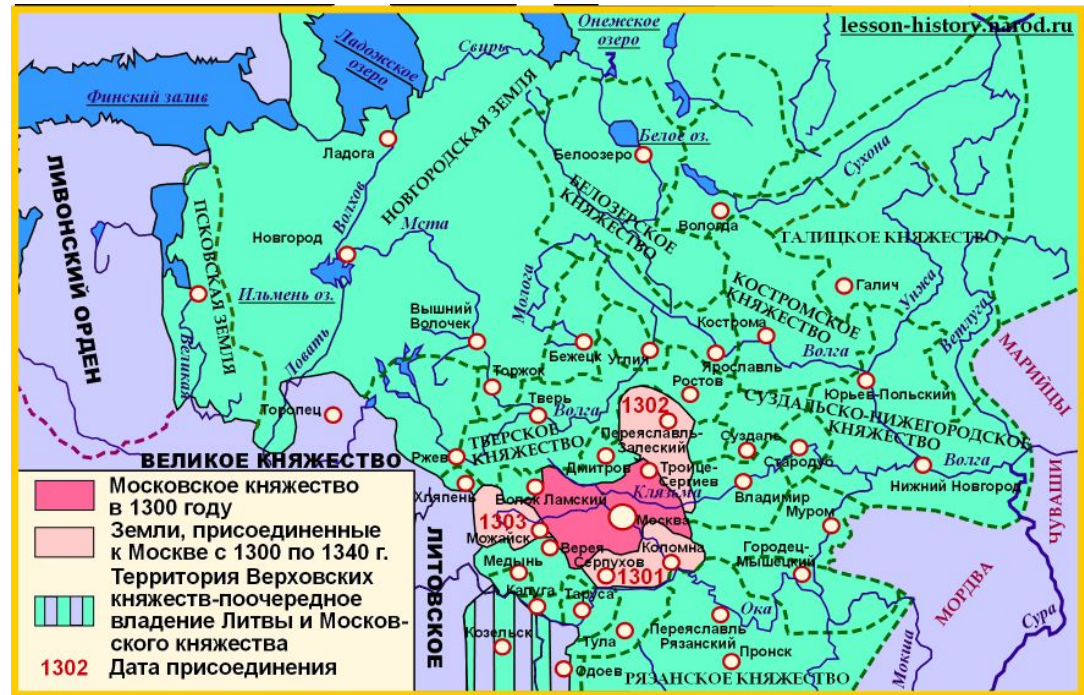 Онежское
озеро
lesson-history.narod.ru
Ладожское
озеро
Свирь
Финский залив
Ладога
Белое оз.
Белоозеро
Сухона
ЛИВОНСКИЙ ОРДЕН
ПСКОВСКАЯ ЗЕМЛЯ
Волхов
НОВГОРОДСКАЯ ЗЕМЛЯ
БЕЛОЗЕРСКОЕ
КНЯЖЕСТВО
Вологда
ГАЛИЦКОЕ КНЯЖЕСТВО
Новгород
Мста
Ильмень оз.
Молога
Галич
Унжа
Ветлуга
Великая
Ловать
Вышний
Волочек
Бежецк
Углия
КОСТРОМСКОЕ
КНЯЖЕСТВО
Кострома
Волга
Ярославль
МАРИЙЦЫ
Торжок
Ростов
Юрьев-Польский
Торопец
Тверь
Волга
1302
Переяславль-
Залеский
СУЗДАЛЬСКО-НИЖЕГОРОДСКОЕ
КНЯЖЕСТВО
ТВЕРСКОЕ
КНЯЖЕСТВО
Суздаль
Стародуб
Волга
Ржев
Дмитров
Троице-
Сергиев
Нижний Новгород
ВЕЛИКОЕ КНЯЖЕСТВО
ЛИТОВСКОЕ
Хлепень
Волок Ламский
Клязьма
Владимир
Муром
ЧУВАШИ
1303
Можайск
Москва
Верея
Коломна
Серпухов
1301
Городец-
Мышецкий
МОРДВА
Медынь
Калуга
Таруса
Ока
Сура
Козельск
Тула
Переяславль
Рязанский
Пронск
Мокша
Одоев
РЯЗАНСКОЕ КНЯЖЕСТВО
Московское княжество
в 1300 году
Земли, присоединенные
к Москве с 1300 по 1340 г.
Территория Верховских
княжеств-поочередное
владение Литвы и Москов-
ского княжества
1302 Дата присоединения